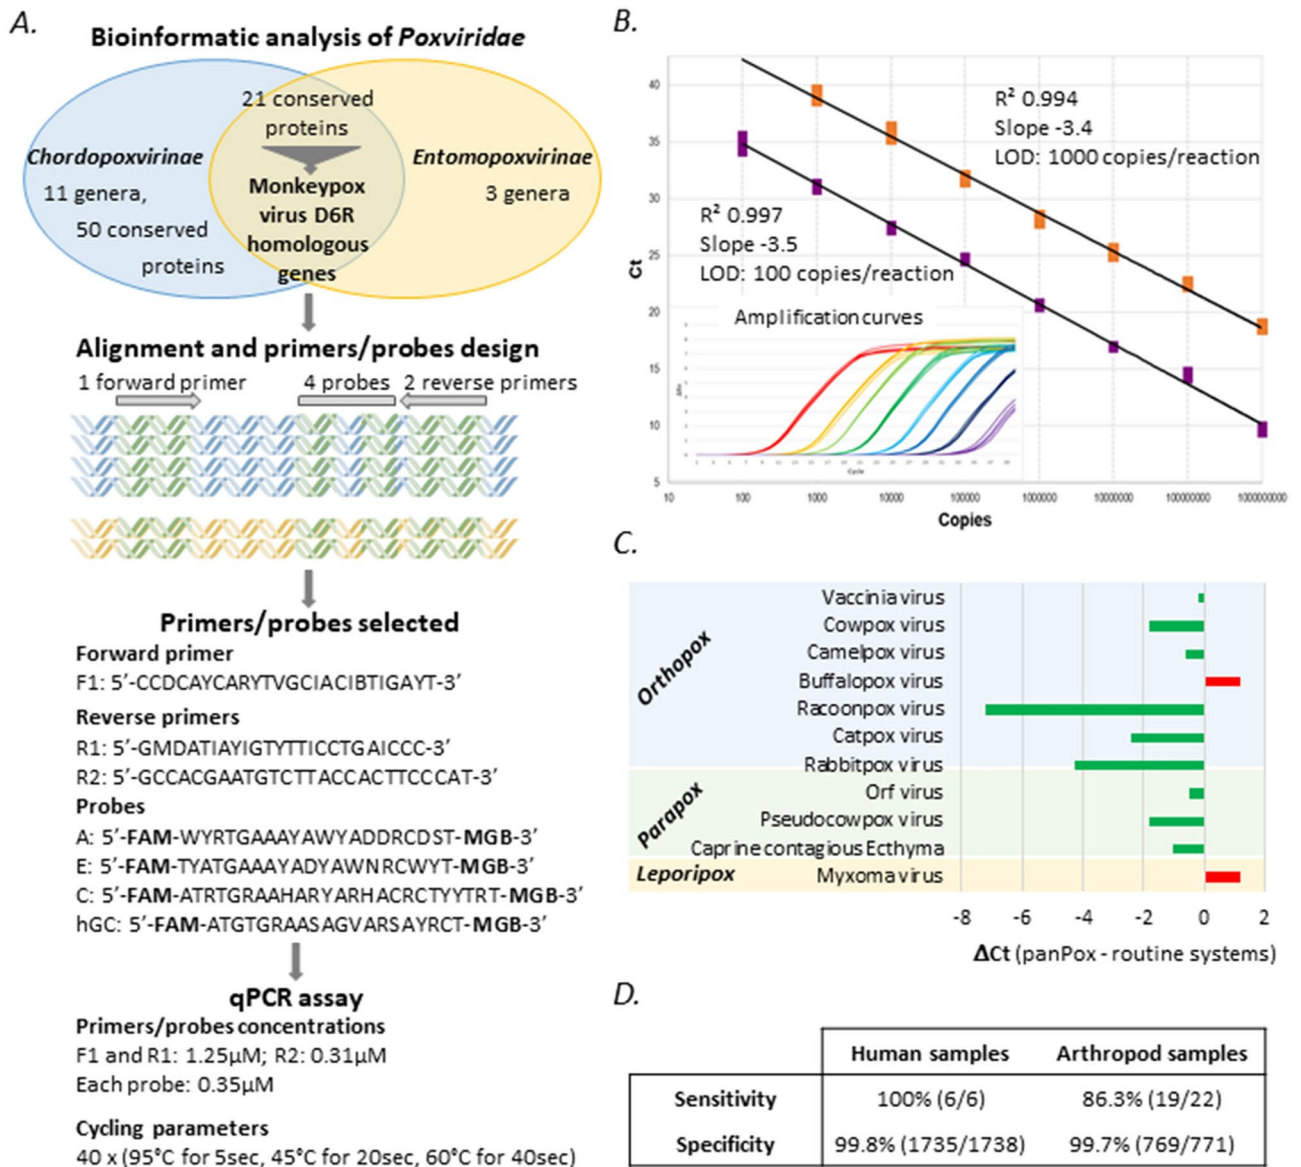 A.
Bioinformatic analysis of Poxviridae
21 conserved
proteins
Chordopoxvirinae
11 genera,
50 conserved
proteins
Monkeypox
virus D6R
homologous
genes
Entomopoxvirinae
3 genera
Alignment and primers/probes design
1 forward primer
4 probes
2 reverse primers
Primers/probes selected
Forward primer
F1: 5’-CCDCAYCARYTVGCIACIBTIGAYT-3’
Reverse primers
R1: 5’-GMDATIAYIGTYTTICCTGAICCC-3’
R2: 5’-GCCACGAATGTCTTACCACTTCCCAT-3’
Probes
A: 5’-FAM-WYRTGAAAYAWYADDRCDST-MGB-3’
E: 5’-FAM-TYATGAAAYADYAWNRCWYT-MGB-3’
C: 5’-FAM-ATRTGRAAHARYARHACRCTYYTRT-MGB-3’
hGC: 5’-FAM-ATGTGRAASAGVARSAYRCT-MGB-3’
qPCR assay
Primers/probes concentrations
F1 and R1: 1.25µM; R2: 0.31µM
Each probe: 0.35µM
Cycling parameters
40 x (95°C for 5sec, 45°C for 20sec, 60°C for 40sec)
B.
40
35
30
25
20
15
10
5
Ct
R² 0.994
Slope -3.4
LOD: 1000 copies/reaction
R² 0.997
Slope -3.5
LOD: 100 copies/reaction
Amplification curves
Cycle
10 100 1000 10000 100000 1000000 10000000 100000000 1000000000
Copies
C.
Orthopox
Vaccinia virus
Cowpox virus
Camelpox virus
Buffalopox virus
Racoonpox virus
Catpox virus
Rabbitpox virus
Parapox
Orf virus
Pseudocowpox virus
Caprine contagious Ecthyma
Leporipox
Myxoma virus
-8 -6 -4 -2 0 2
ΔCt (panPox - routine systems)
D.
Human samples Arthropod samples
Sensitivity 100% (6/6) 86.3% (19/22)
Specificity 99.8% (1735/1738) 99.7% (769/771)